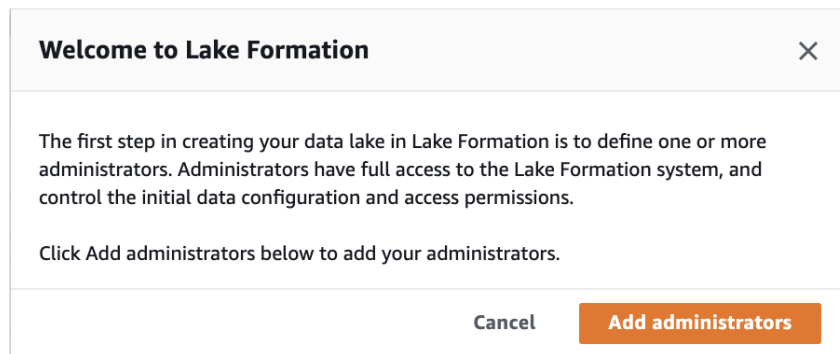 Welcome to Lake Formation
The first step in creating your data lake in Lake Formation is to define one or more
administrators. Administrators have full access to the Lake Formation system, and
control the initial data configuration and access permissions.
Click Add administrators below to add your administrators.
Cancel
Add administrators